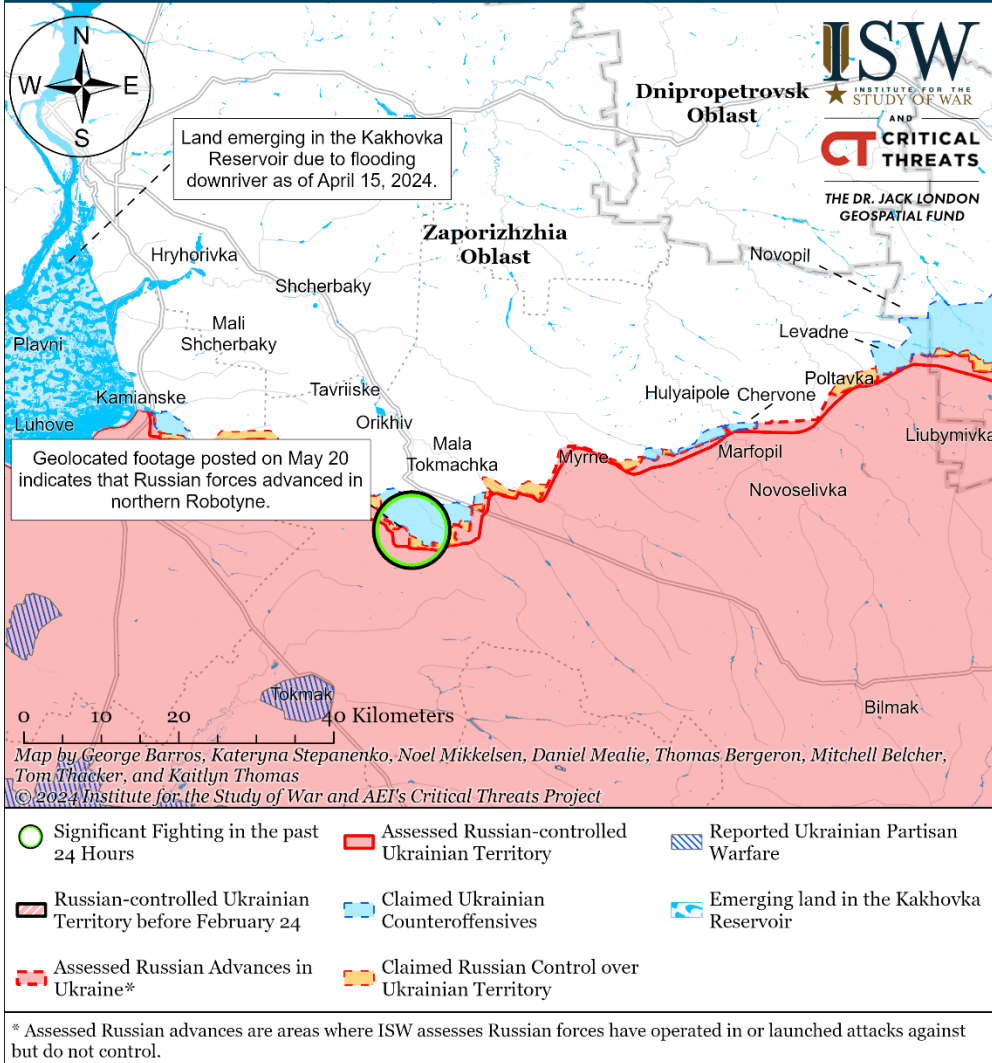 N
W
E
S
ISW
INSTITUTE FOR THE
STUDY OF WAR
AND
CT CRITICAL
THREATS
THE DR. JACK LONDON
GEOSPATIAL FUND
Dnipropetrovsk
Oblast
Land emerging in the Kakhovka
Reservoir due to flooding
downriver as of April 15, 2024.
Zaporizhzhia
Oblast
Hryhorivka
Novopil
Shcherbaky
Mali
Shcherbaky
Levadne
Plavni
Tavriiske
Poltavka
Kamianske
Hulyaipole
Chervone
Orikhiv
Luhove
Liubymivka
Mala
Tokmachka
Myrne
Marfopil
Geolocated footage posted on May 20
indicates that Russian forces advanced in
northern Robotyne.
Novoselivka
Tokmak
Bilmak
0 10 20 40 Kilometers
Map by George Barros, Kateryna Stepanenko, Noel Mikkelsen, Daniel Mealie, Thomas Bergeron, Mitchell Belcher,
Tom Thacker, and Kaitlyn Thomas
© 2024 Institute for the Study of War and AEI's Critical Threats Project
Significant Fighting in the past
24 Hours
Assessed Russian-controlled
Ukrainian Territory
Reported Ukrainian Partisan
Warfare
Russian-controlled Ukrainian
Territory before February 24
Claimed Ukrainian
Counteroffensives
Emerging land in the Kakhovka
Reservoir
Assessed Russian Advances in
Ukraine*
Claimed Russian Control over
Ukrainian Territory
* Assessed Russian advances are areas where ISW assesses Russian forces have operated in or launched attacks against
but do not control.